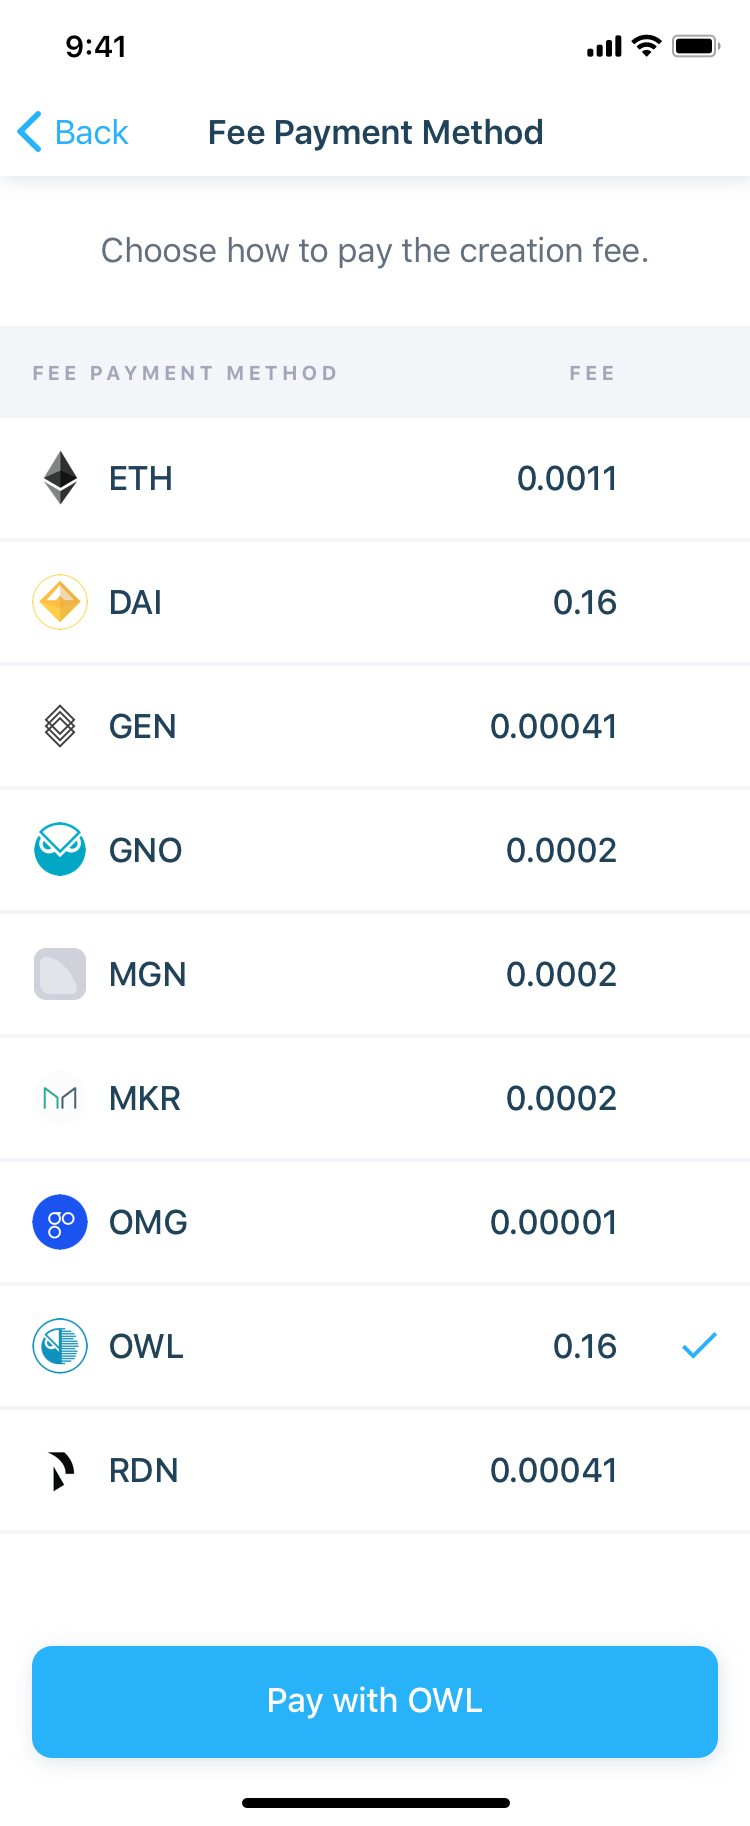 9:41
Back
Fee Payment Method
Choose how to pay the creation fee.
FEE PAYMENT METHOD FEE
ETH 0.0011
DAI 0.16
GEN 0.00041
GNO 0.0002
MGN 0.0002
MKR 0.0002
OMG 0.00001
OWL 0.16
RDN 0.00041
Pay with OWL